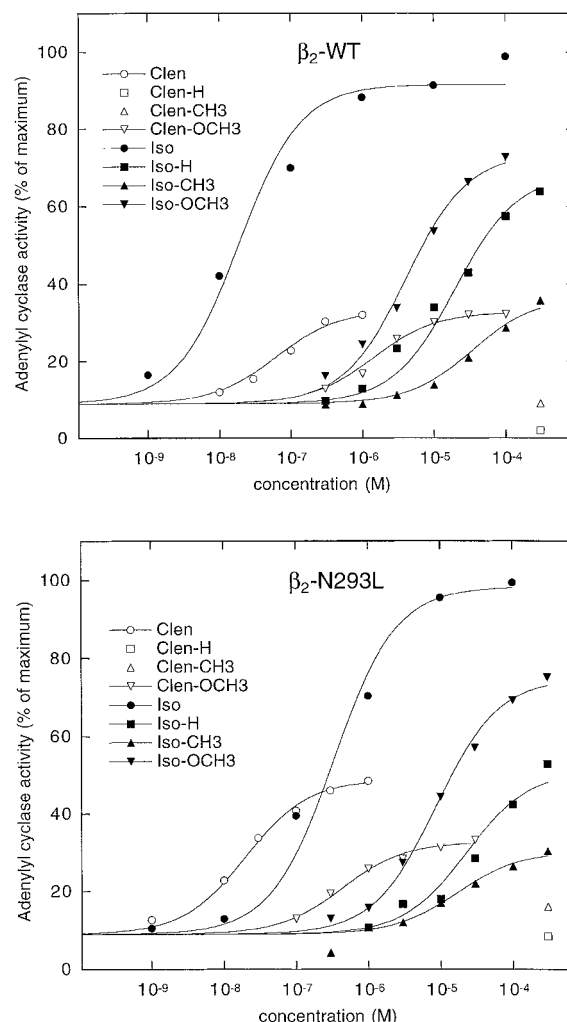 β₂-WT
Adenylyl cyclase activity (% of maximum)
100
80
60
40
20
0
Clen
Clen-H
Clen-CH3
Clen-OCH3
Iso
Iso-H
Iso-CH3
Iso-OCH3
10⁻⁹ 10⁻⁸ 10⁻⁷ 10⁻⁶ 10⁻⁵ 10⁻⁴
concentration (M)
β₂-N293L
Adenylyl cyclase activity (% of maximum)
100
80
60
40
20
0
Clen
Clen-H
Clen-CH3
Clen-OCH3
Iso
Iso-H
Iso-CH3
Iso-OCH3
10⁻⁹ 10⁻⁸ 10⁻⁷ 10⁻⁶ 10⁻⁵ 10⁻⁴
concentration (M)